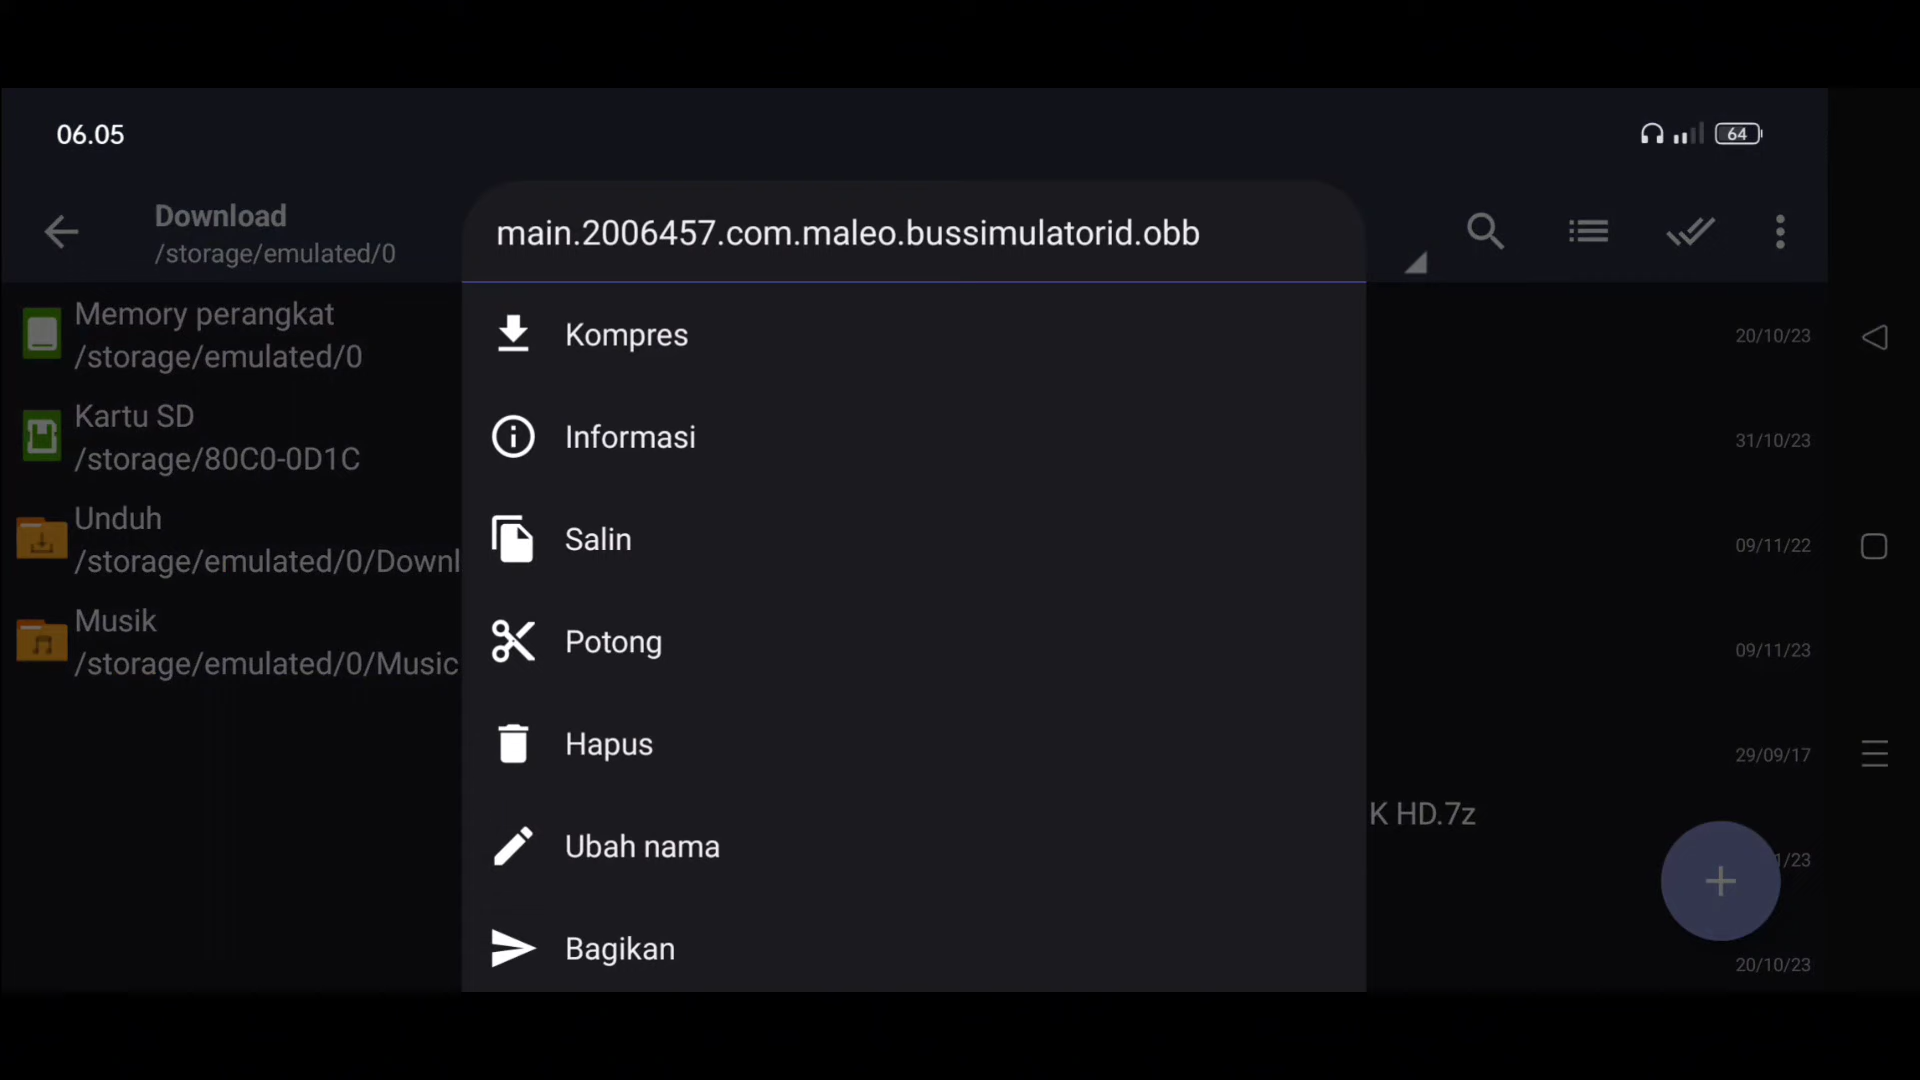 06.05
64
Download
/storage/emulated/0
main.2006457.com.maleo.bussimulatorid.obb
Memory perangkat
/storage/emulated/0
Kartu SD
/storage/80C0-0D1C
Unduh
/storage/emulated/0/Downl
Musik
/storage/emulated/0/Music
Kompres
Informasi
Salin
Potong
Hapus
Ubah nama
Bagikan
20/10/23
31/10/23
09/11/22
09/11/23
29/09/17
K HD.7z
1/23
20/10/23